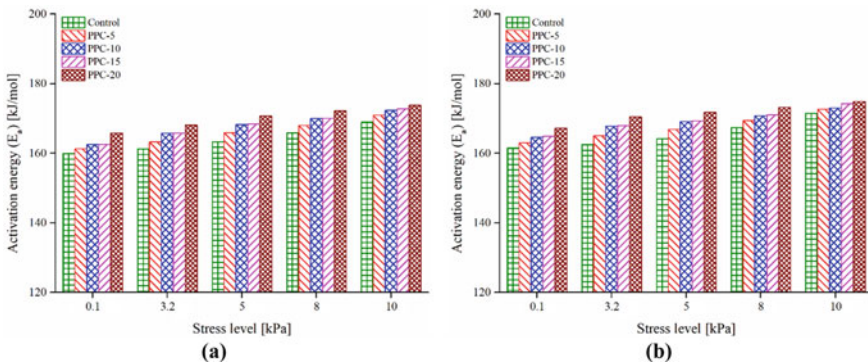 200
180
160
140
120
Activation energy (Ea) [kJ/mol]
Control
PPC-5
PPC-10
PPC-15
PPC-20
0.1 3.2 5 8 10
Stress level [kPa]
(a)
200
180
160
140
120
Activation energy (Ea) [kJ/mol]
Control
PPC-5
PPC-10
PPC-15
PPC-20
0.1 3.2 5 8 10
Stress level [kPa]
(b)